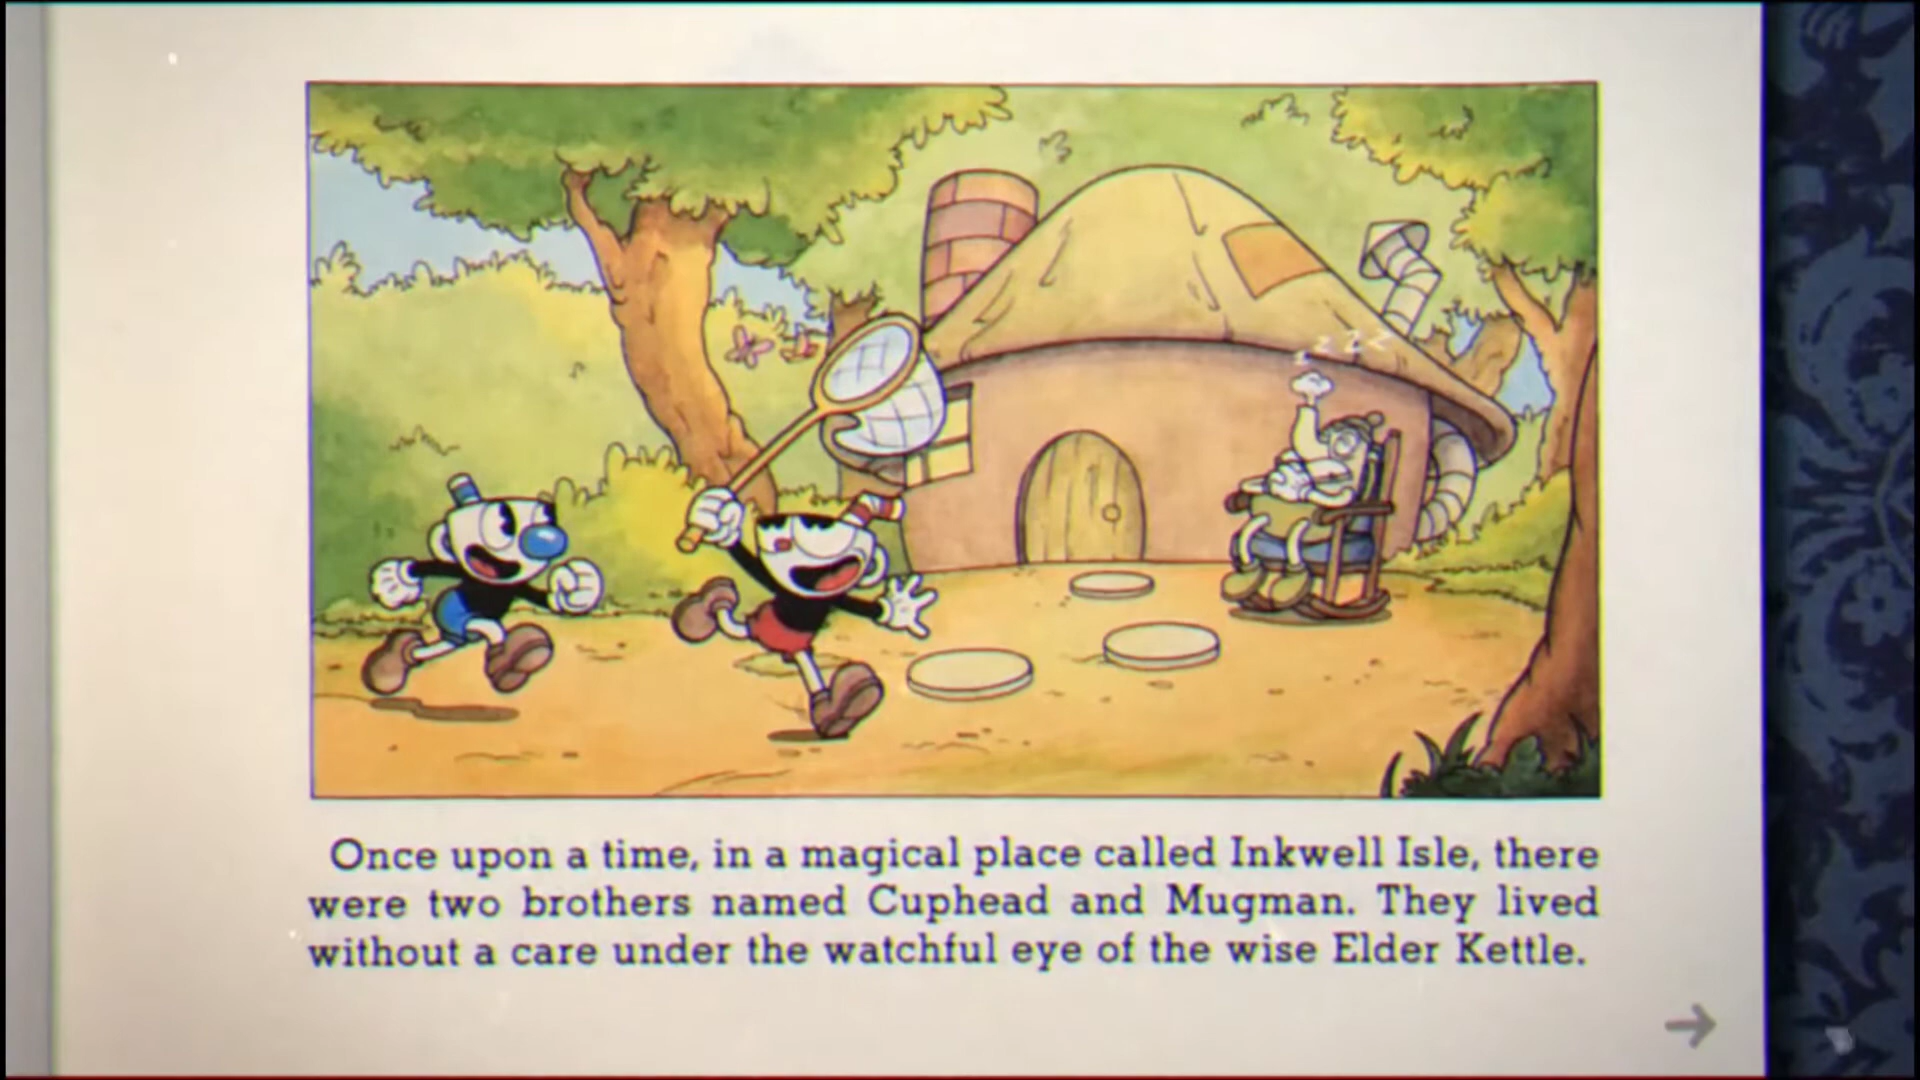 z z z z
Once upon a time, in a magical place called Inkwell Isle, there
were two brothers named Cuphead and Mugman. They lived
without a care under the watchful eye of the wise Elder Kettle.